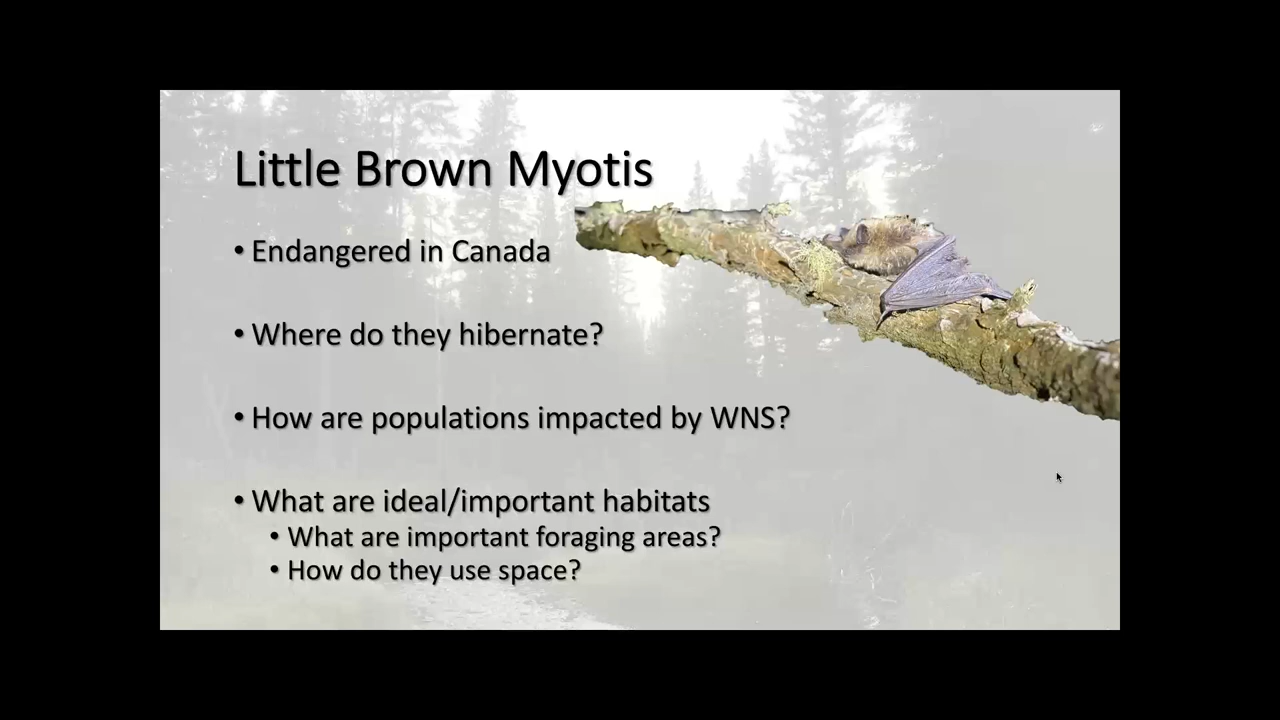 Little Brown Myotis
• Endangered in Canada
• Where do they hibernate?
• How are populations impacted by WNS?
• What are ideal/important habitats
• What are important foraging areas?
• How do they use space?